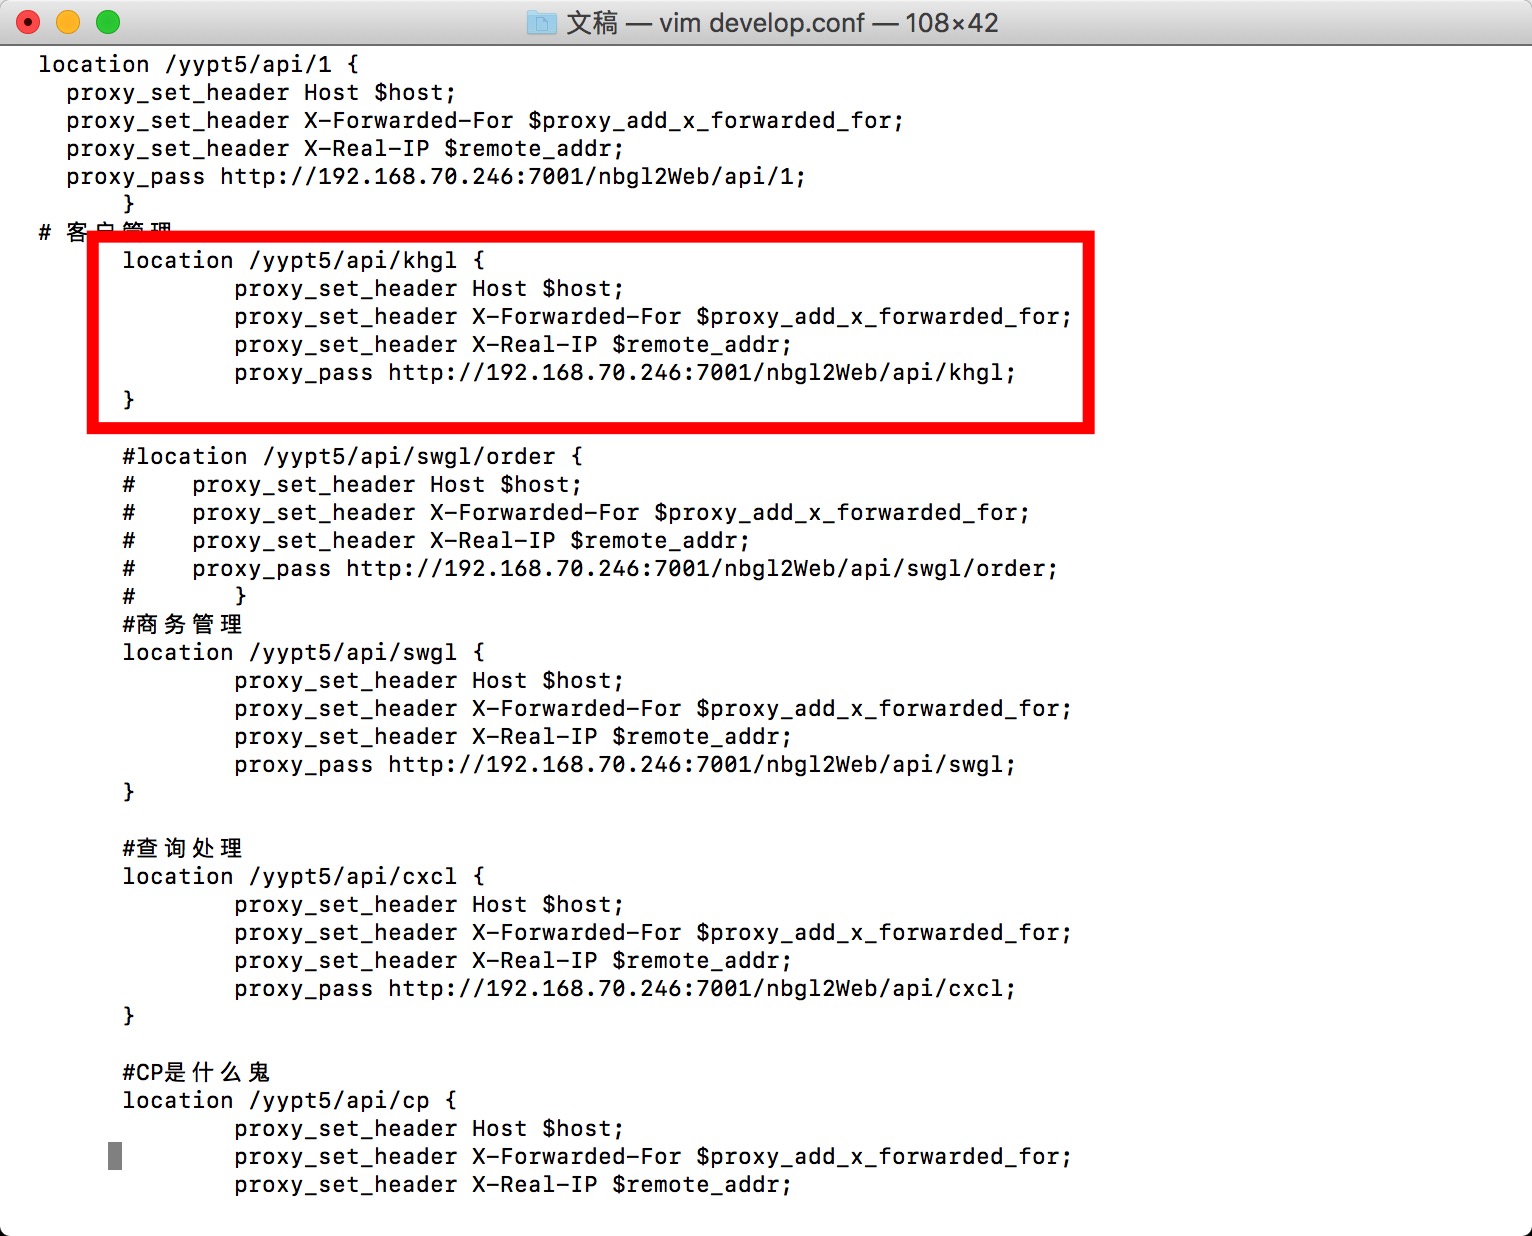 文稿 — vim develop.conf — 108×42
location /yypt5/api/1 {
proxy_set_header Host $host;
proxy_set_header X-Forwarded-For $proxy_add_x_forwarded_for;
proxy_set_header X-Real-IP $remote_addr;
proxy_pass http://192.168.70.246:7001/nbgl2Web/api/1;
}
# 客户管理
location /yypt5/api/khgl {
proxy_set_header Host $host;
proxy_set_header X-Forwarded-For $proxy_add_x_forwarded_for;
proxy_set_header X-Real-IP $remote_addr;
proxy_pass http://192.168.70.246:7001/nbgl2Web/api/khgl;
}
#location /yypt5/api/swgl/order {
# proxy_set_header Host $host;
# proxy_set_header X-Forwarded-For $proxy_add_x_forwarded_for;
# proxy_set_header X-Real-IP $remote_addr;
# proxy_pass http://192.168.70.246:7001/nbgl2Web/api/swgl/order;
# }
#商务管理
location /yypt5/api/swgl {
proxy_set_header Host $host;
proxy_set_header X-Forwarded-For $proxy_add_x_forwarded_for;
proxy_set_header X-Real-IP $remote_addr;
proxy_pass http://192.168.70.246:7001/nbgl2Web/api/swgl;
}
#查询处理
location /yypt5/api/cxcl {
proxy_set_header Host $host;
proxy_set_header X-Forwarded-For $proxy_add_x_forwarded_for;
proxy_set_header X-Real-IP $remote_addr;
proxy_pass http://192.168.70.246:7001/nbgl2Web/api/cxcl;
}
#CP是什么鬼
location /yypt5/api/cp {
proxy_set_header Host $host;
proxy_set_header X-Forwarded-For $proxy_add_x_forwarded_for;
proxy_set_header X-Real-IP $remote_addr;